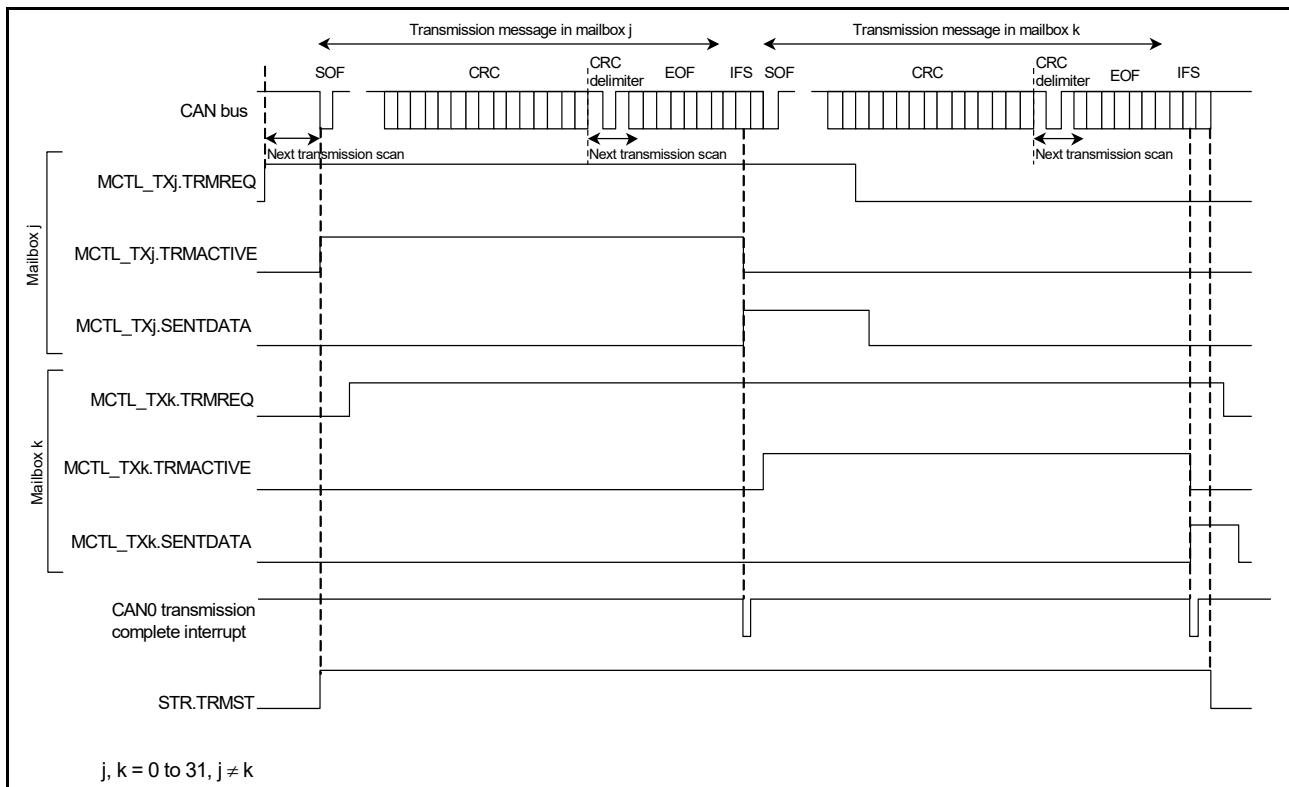 Transmission message in mailbox j
Transmission message in mailbox k
SOF
CRC
CRC
delimiter
EOF
IFS
SOF
CRC
CRC
delimiter
EOF
IFS
CAN bus
Next transmission scan
Next transmission scan
Next transmission scan
Mailbox j
MCTL_TXj.TRMREQ
MCTL_TXj.TRMACTIVE
MCTL_TXj.SENTDATA
Mailbox k
MCTL_TXk.TRMREQ
MCTL_TXk.TRMACTIVE
MCTL_TXk.SENTDATA
CAN0 transmission
complete interrupt
STR.TRMST
j, k = 0 to 31, j ≠ k